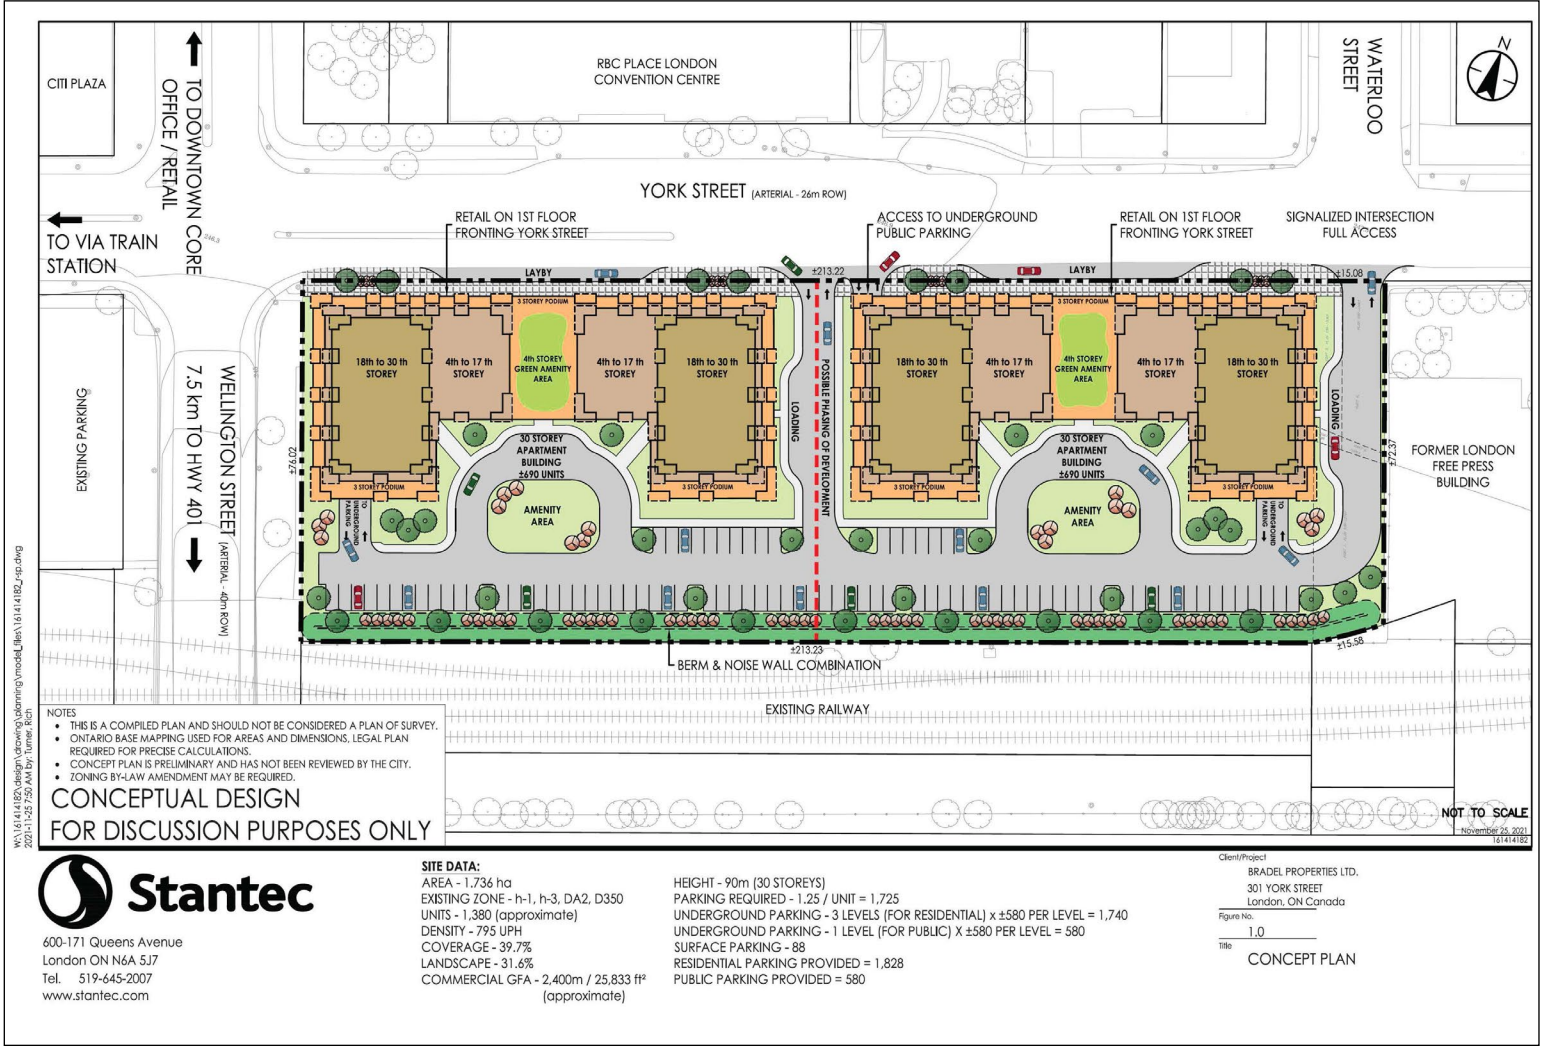 CITI PLAZA
TO DOWNTOWN CORE
OFFICE / RETAIL
RBC PLACE LONDON
CONVENTION CENTRE
WATERLOO
STREET
N
YORK STREET (ARTERIAL - 26m ROW)
TO VIA TRAIN
STATION
RETAIL ON 1ST FLOOR
FRONTING YORK STREET
ACCESS TO UNDERGROUND
PUBLIC PARKING
RETAIL ON 1ST FLOOR
FRONTING YORK STREET
SIGNALIZED INTERSECTION
FULL ACCESS
LAYBY
±213.22
LAYBY
±15.08
3 STOREY PODIUM
3 STOREY PODIUM
18th to 30 th
STOREY
4th to 17 th
STOREY
4th STOREY
GREEN AMENITY
AREA
4th to 17 th
STOREY
18th to 30 th
STOREY
18th to 30 th
STOREY
4th to 17 th
STOREY
4th STOREY
GREEN AMENITY
AREA
4th to 17 th
STOREY
18th to 30 th
STOREY
LOADING
POSSIBLE PHASING OF DEVELOPMENT
LOADING
EXISTING PARKING
7.5 km TO HWY 401
WELLINGTON STREET (ARTERIAL - 40m ROW)
±76.02
±72.37
30 STOREY
APARTMENT
BUILDING
±690 UNITS
30 STOREY
APARTMENT
BUILDING
±690 UNITS
FORMER LONDON
FREE PRESS
BUILDING
3 STOREY PODIUM
3 STOREY PODIUM
3 STOREY PODIUM
3 STOREY PODIUM
AMENITY
AREA
AMENITY
AREA
TO
UNDERGROUND
PARKING
TO
UNDERGROUND
PARKING
±213.23
±15.58
BERM & NOISE WALL COMBINATION
EXISTING RAILWAY
NOTES
• THIS IS A COMPILED PLAN AND SHOULD NOT BE CONSIDERED A PLAN OF SURVEY.
• ONTARIO BASE MAPPING USED FOR AREAS AND DIMENSIONS, LEGAL PLAN
REQUIRED FOR PRECISE CALCULATIONS.
• CONCEPT PLAN IS PRELIMINARY AND HAS NOT BEEN REVIEWED BY THE CITY.
• ZONING BY-LAW AMENDMENT MAY BE REQUIRED.
CONCEPTUAL DESIGN
FOR DISCUSSION PURPOSES ONLY
NOT TO SCALE
November 25, 2021
161414182
W:\161414182\design\drawing\planning\model_files\161414182_r-sp.dwg
2021-11-25 7:50 AM by: Turner, Rich
Stantec
600-171 Queens Avenue
London ON N6A 5J7
Tel. 519-645-2007
www.stantec.com
SITE DATA:
AREA - 1.736 ha
EXISTING ZONE - h-1, h-3, DA2, D350
UNITS - 1,380 (approximate)
DENSITY - 795 UPH
COVERAGE - 39.7%
LANDSCAPE - 31.6%
COMMERCIAL GFA - 2,400m / 25,833 ft²
(approximate)
HEIGHT - 90m (30 STOREYS)
PARKING REQUIRED - 1.25 / UNIT = 1,725
UNDERGROUND PARKING - 3 LEVELS (FOR RESIDENTIAL) x ±580 PER LEVEL = 1,740
UNDERGROUND PARKING - 1 LEVEL (FOR PUBLIC) X ±580 PER LEVEL = 580
SURFACE PARKING - 88
RESIDENTIAL PARKING PROVIDED = 1,828
PUBLIC PARKING PROVIDED = 580
Client/Project
BRADEL PROPERTIES LTD.
301 YORK STREET
London, ON Canada
Figure No.
1.0
Title
CONCEPT PLAN